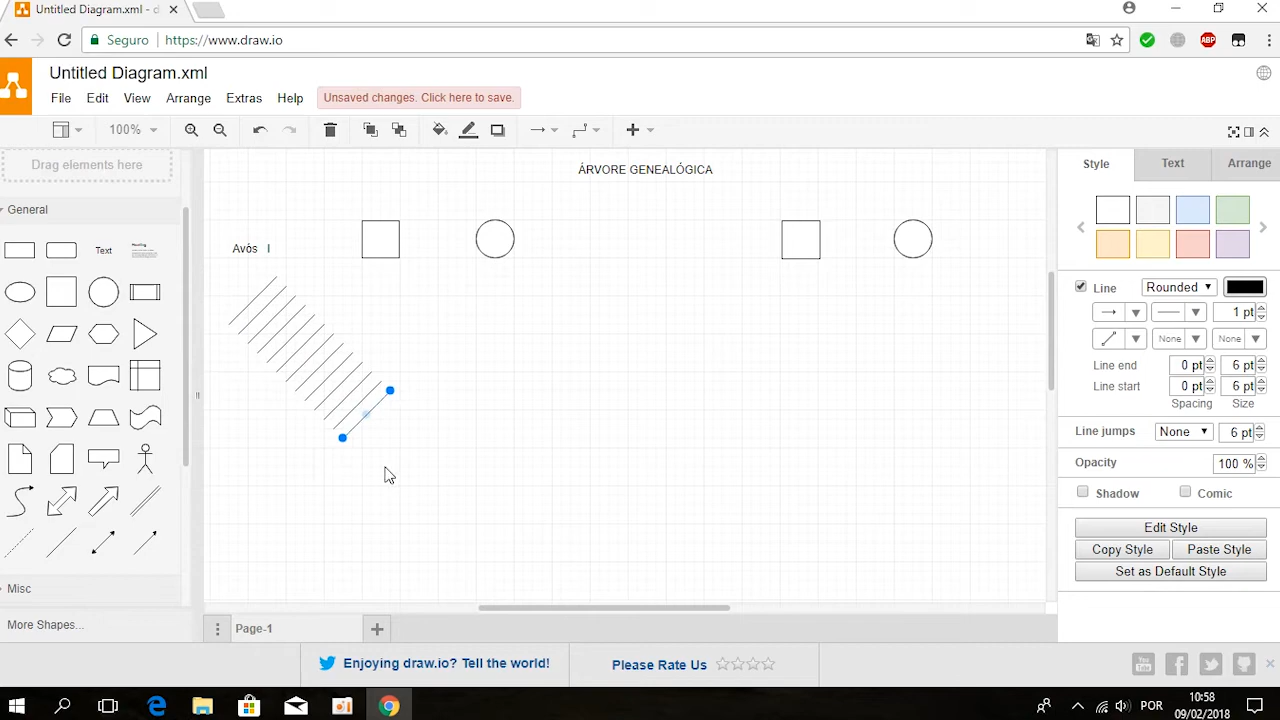 Untitled Diagram.xml - d
Seguro
https://www.draw.io
ABP
Untitled Diagram.xml
File Edit View Arrange Extras Help
Unsaved changes. Click here to save.
100%
Drag elements here
General
Text
Heading
Misc
More Shapes...
ÁRVORE GENEALÓGICA
Avós I
Page-1
Style Text Arrange
Line Rounded
1 pt
None None
Line end 0 pt 6 pt
Line start 0 pt 6 pt
Spacing Size
Line jumps None 6 pt
Opacity 100 %
Shadow Comic
Edit Style
Copy Style Paste Style
Set as Default Style
Enjoying draw.io? Tell the world!
Please Rate Us
You
Tube
POR
10:58
09/02/2018